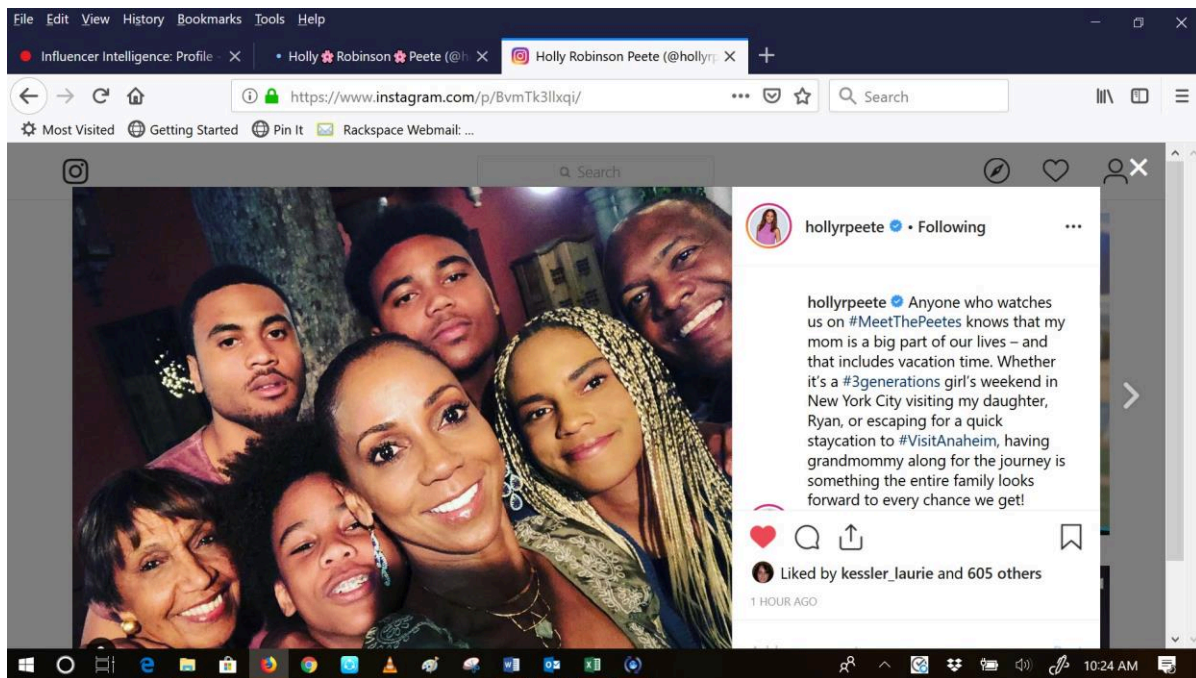 File Edit View History Bookmarks Tools Help
Influencer Intelligence: Profile -
Holly Robinson Peete (@h
Holly Robinson Peete (@hollyrp
https://www.instagram.com/p/BvmTk3llxqi/
Search
Most Visited Getting Started Pin It Rackspace Webmail: ...
Search
hollyrpeete • Following
hollyrpeete Anyone who watches
us on #MeetThePeetes knows that my
mom is a big part of our lives – and
that includes vacation time. Whether
it's a #3generations girl's weekend in
New York City visiting my daughter,
Ryan, or escaping for a quick
staycation to #VisitAnaheim, having
grandmommy along for the journey is
something the entire family looks
forward to every chance we get!
Liked by kessler_laurie and 605 others
1 HOUR AGO
10:24 AM